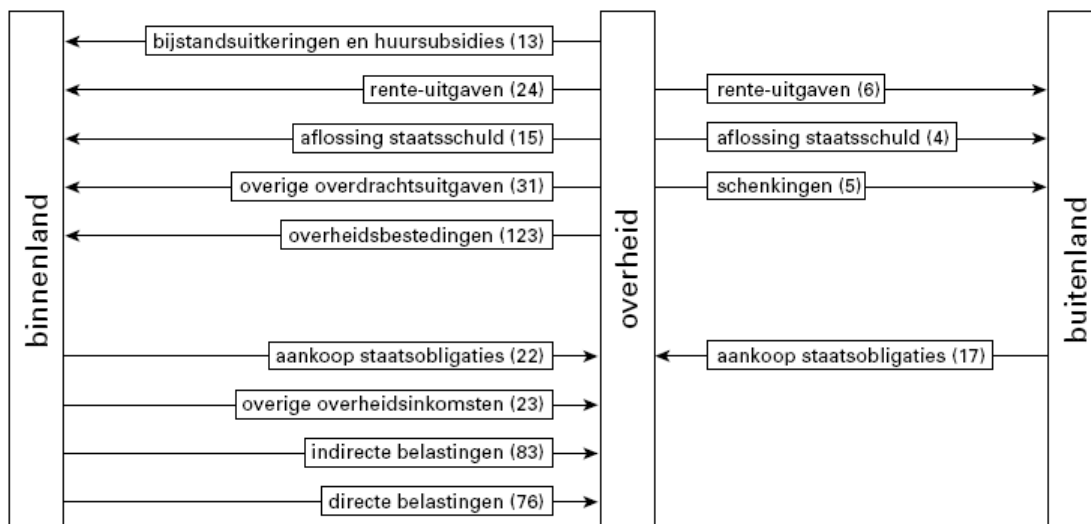 bijstandsuitkeringen en huursubsidies (13)
rente-uitgaven (24)
rente-uitgaven (6)
aflossing staatsschuld (15)
aflossing staatsschuld (4)
overige overdrachtsuitgaven (31)
schenkingen (5)
overheidsbestedingen (123)
binnenland
overheid
buitenland
aankoop staatsobligaties (22)
aankoop staatsobligaties (17)
overige overheidsinkomsten (23)
indirecte belastingen (83)
directe belastingen (76)